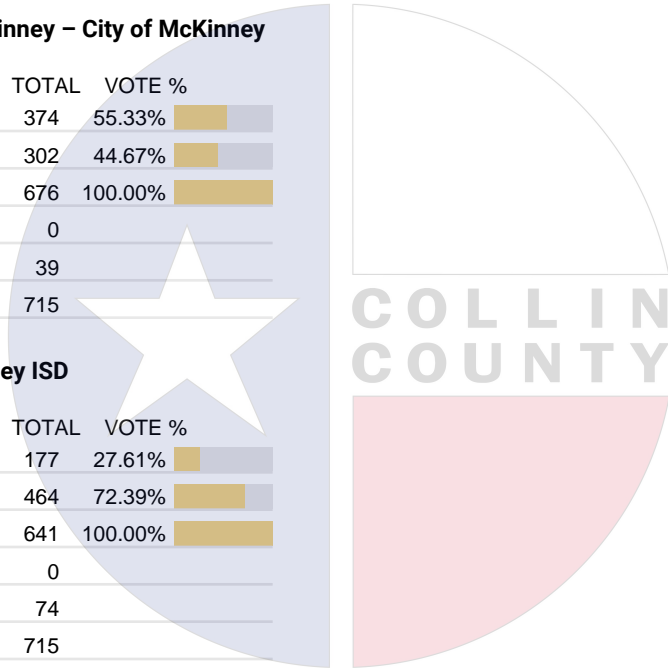 inney – City of McKinney
TOTAL VOTE %
374 55.33%
302 44.67%
676 100.00%
0
39
715
ey ISD
TOTAL VOTE %
177 27.61%
464 72.39%
641 100.00%
0
74
715
COLLIN
COUNTY